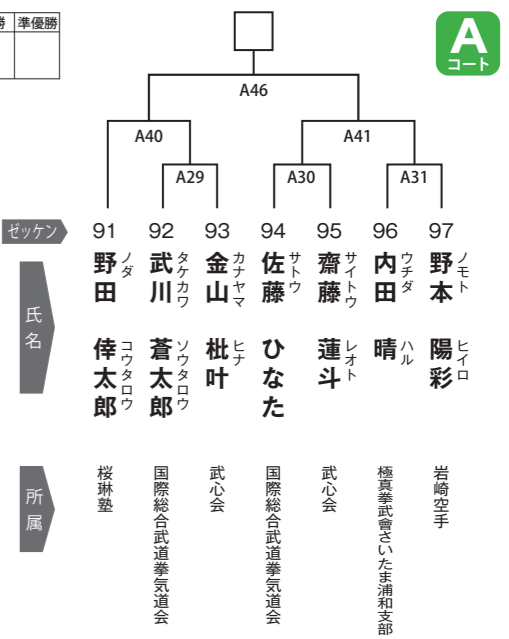 勝 準優勝
A
コート
A46
A40 A41
A29 A30 A31
ゼッケン 91 92 93 94 95 96 97
氏名
野田 倖太郎
ノダ コウタロウ
武川 蒼太郎
タケカワ ソウタロウ
金山 枇叶
カナヤマ ヒナ
佐藤 ひなた
サトウ
齋藤 蓮斗
サイトウ レオト
内田 晴
ウチダ ハル
野本 陽彩
ノモト ヒイロ
所属
桜琳塾
国際総合武道拳気道会
武心会
国際総合武道拳気道会
武心会
極真拳武會さいたま浦和支部
岩崎空手